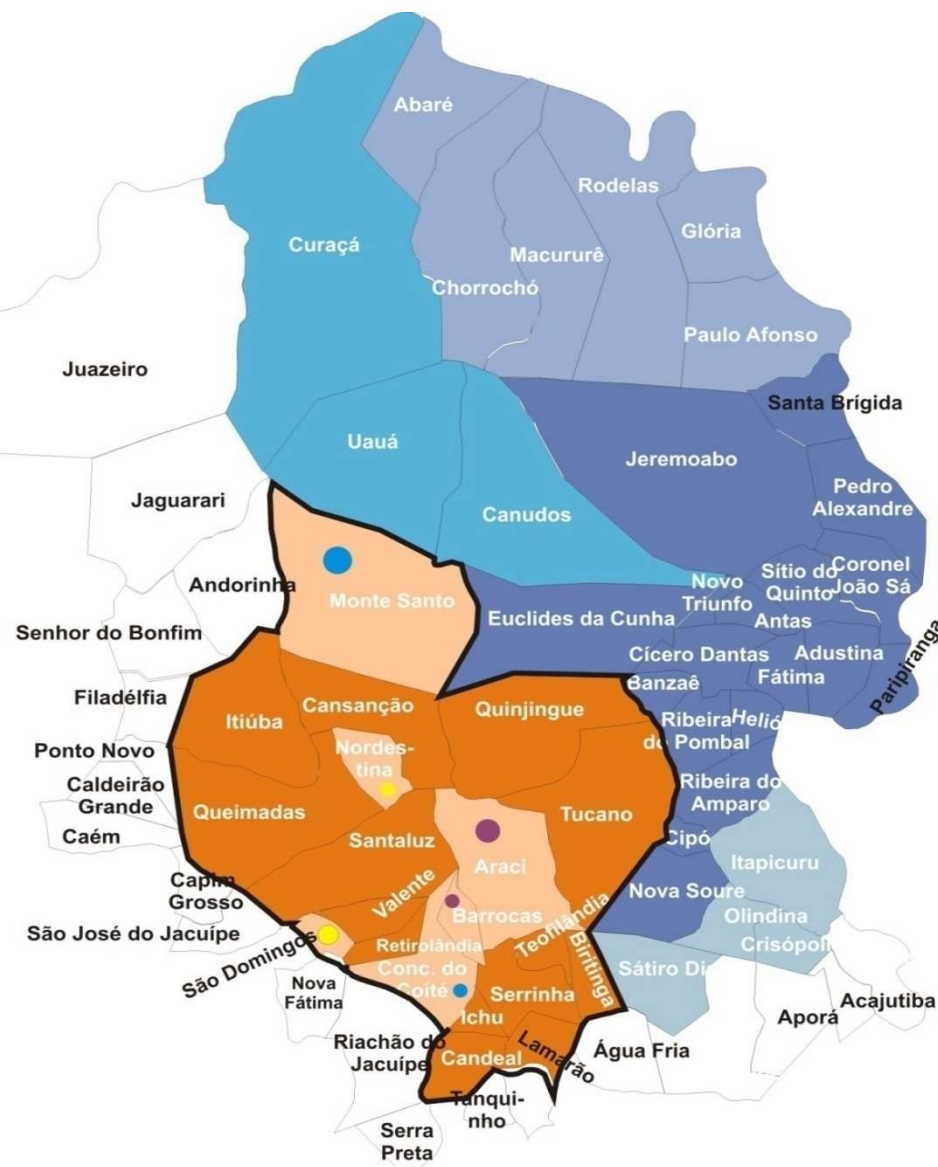 Abaré
Rodelas
Glória
Curaçá
Macururê
Chorrochó
Paulo Afonso
Juazeiro
Santa Brígida
Uauá
Jeremoabo
Pedro
Alexandre
Jaguarari
Canudos
Andorinha
Monte Santo
Novo
Triunfo
Sítio do
Quinto
Coronel
João Sá
Euclides da Cunha
Antas
Senhor do Bonfim
Cícero Dantas
Adustina
Paripiranga
Banzaê
Fátima
Filadélfia
Itiúba
Cansanção
Quinjingue
Ribeira
do Pombal
Helió
Ponto Novo
Nordes-
tina
Caldeirão
Grande
Queimadas
Tucano
Ribeira do
Amparo
Caém
Santaluz
Cipó
Araci
Itapicuru
Capim
Grosso
Valente
Nova Soure
Barrocas
Teofilândia
Olindina
São José do Jacuípe
São Domingos
Retirolândia
Biritinga
Crisópoli
Conc. do
Coité
Sátiro Di
Nova
Fátima
Serrinha
Acajutiba
Ichu
Aporá
Riachão do
Jacuípe
Candeal
Lamarão
Água Fria
Tanqui-
nho
Serra
Preta